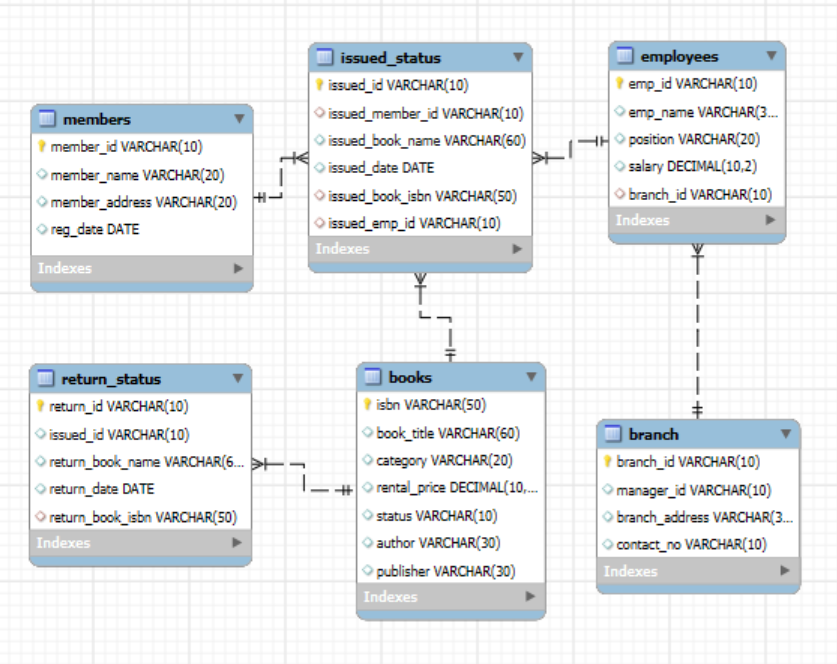 issued_status
issued_id VARCHAR(10)
issued_member_id VARCHAR(10)
issued_book_name VARCHAR(60)
issued_date DATE
issued_book_isbn VARCHAR(50)
issued_emp_id VARCHAR(10)
Indexes
employees
emp_id VARCHAR(10)
emp_name VARCHAR(3...
position VARCHAR(20)
salary DECIMAL(10,2)
branch_id VARCHAR(10)
Indexes
members
member_id VARCHAR(10)
member_name VARCHAR(20)
member_address VARCHAR(20)
reg_date DATE
Indexes
return_status
return_id VARCHAR(10)
issued_id VARCHAR(10)
return_book_name VARCHAR(6...
return_date DATE
return_book_isbn VARCHAR(50)
Indexes
books
isbn VARCHAR(50)
book_title VARCHAR(60)
category VARCHAR(20)
rental_price DECIMAL(10,...
status VARCHAR(10)
author VARCHAR(30)
publisher VARCHAR(30)
Indexes
branch
branch_id VARCHAR(10)
manager_id VARCHAR(10)
branch_address VARCHAR(3...
contact_no VARCHAR(10)
Indexes